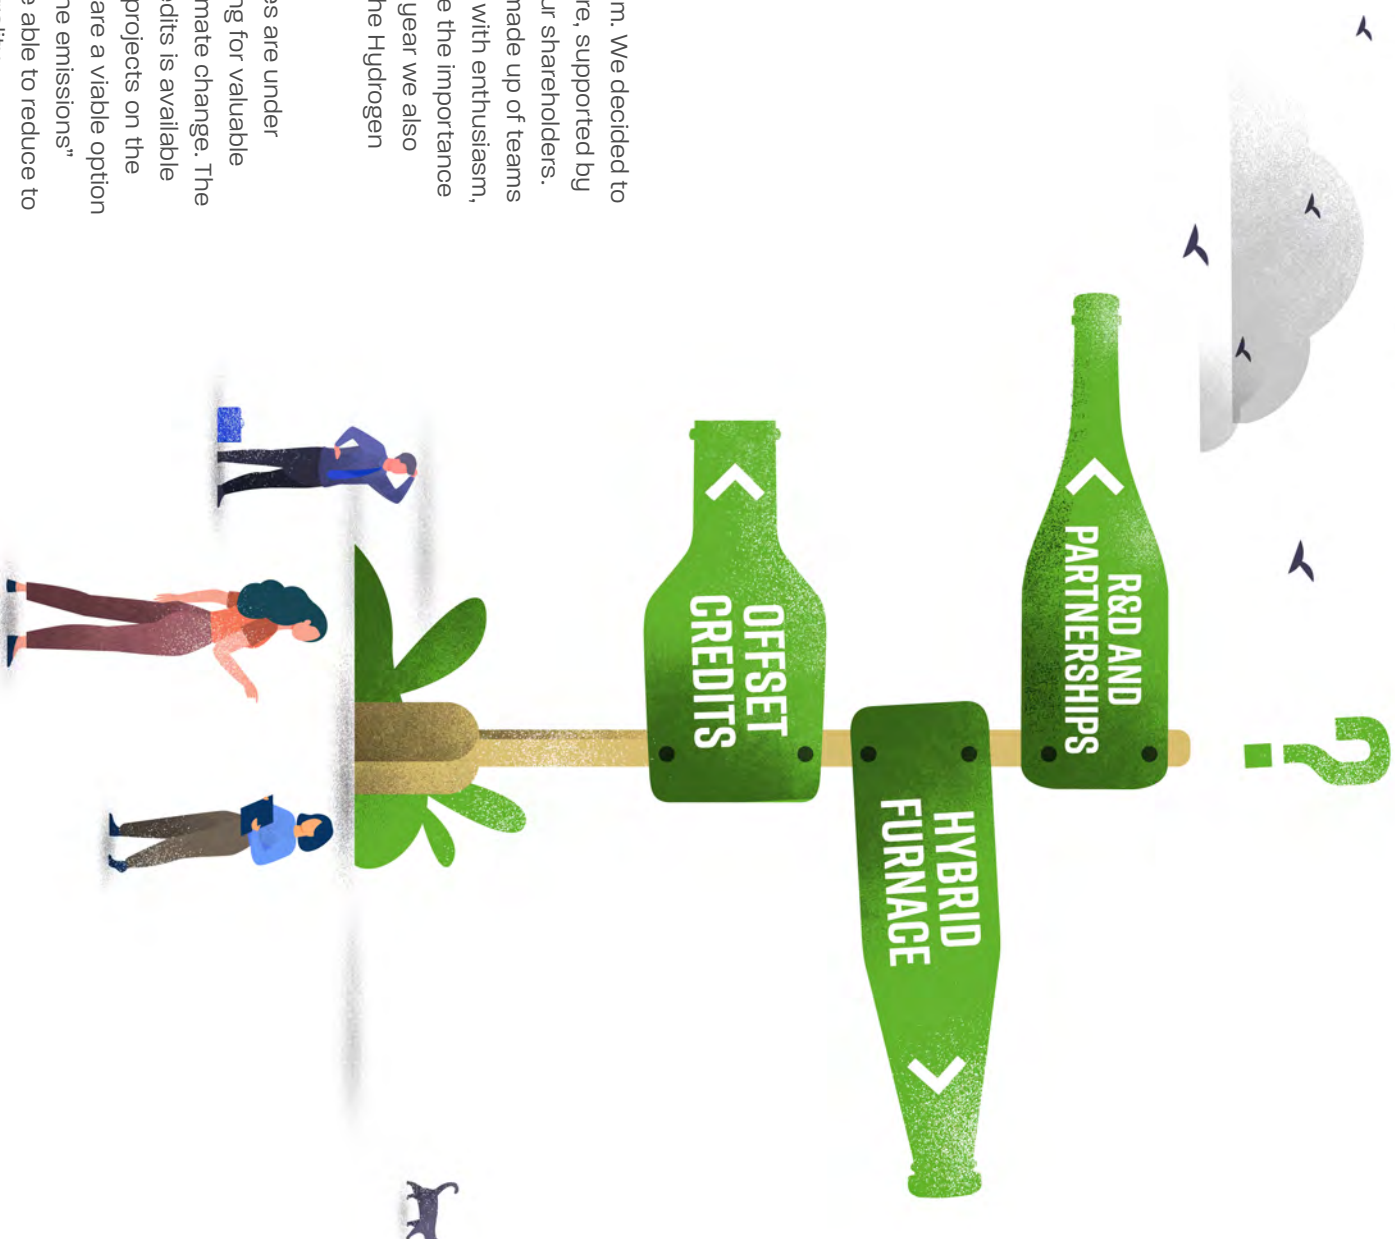 m. We decided to
re, supported by
ur shareholders.
made up of teams
with enthusiasm,
e the importance
year we also
he Hydrogen
es are under
ng for valuable
mate change. The
edits is available
projects on the
are a viable option
ne emissions”
e able to reduce to
?
R&D AND
PARTNERSHIPS
HYBRID
FURNACE
OFFSET
CREDITS